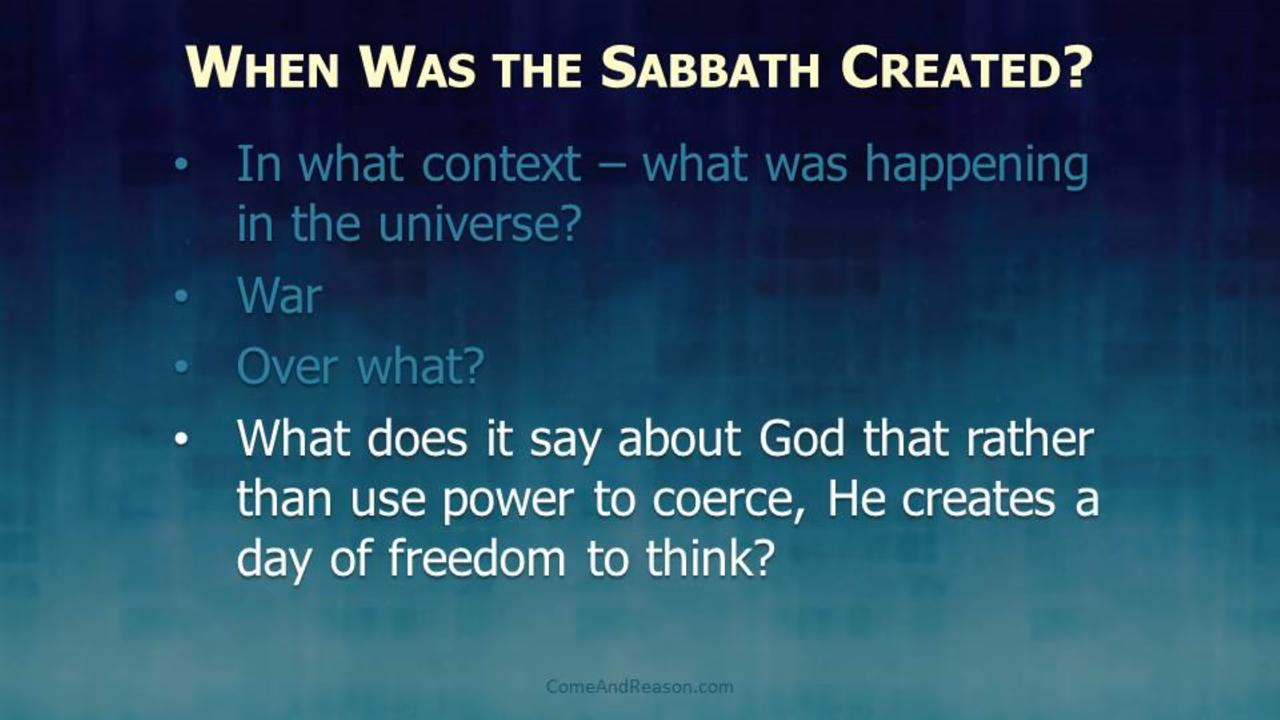 WHEN WAS THE SABBATH CREATED?
• In what context – what was happening
in the universe?
• War
• Over what?
• What does it say about God that rather
than use power to coerce, He creates a
day of freedom to think?
ComeAndReason.com